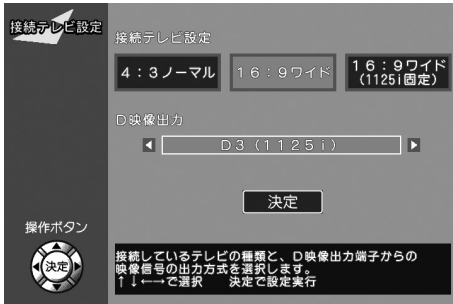 接続テレビ設定
接続テレビ設定
4:3ノーマル
16:9ワイド
16:9ワイド
(1125i固定)
D映像出力
D3(1125i)
決定
操作ボタン
決定
接続しているテレビの種類と、D映像出力端子からの
映像信号の出力方式を選択します。
↑↓←→で選択 決定で設定実行